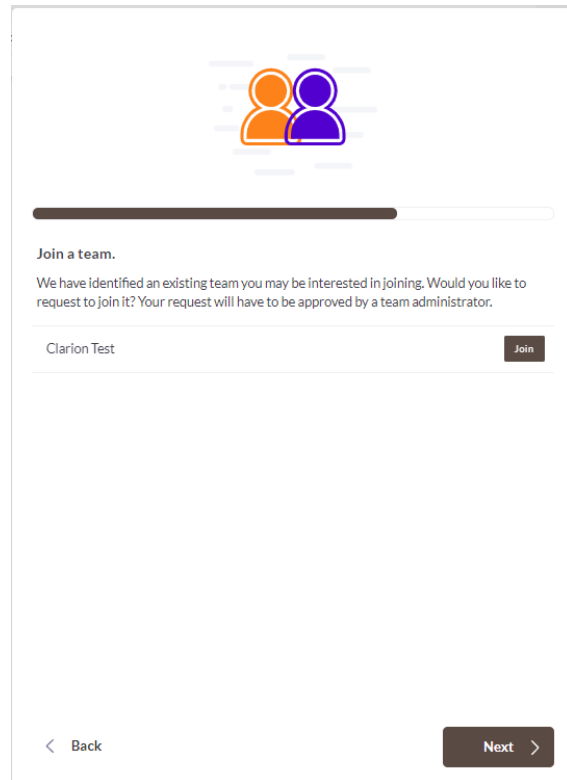 Join a team.
We have identified an existing team you may be interested in joining. Would you like to
request to join it? Your request will have to be approved by a team administrator.
Clarion Test
Join
Back
Next